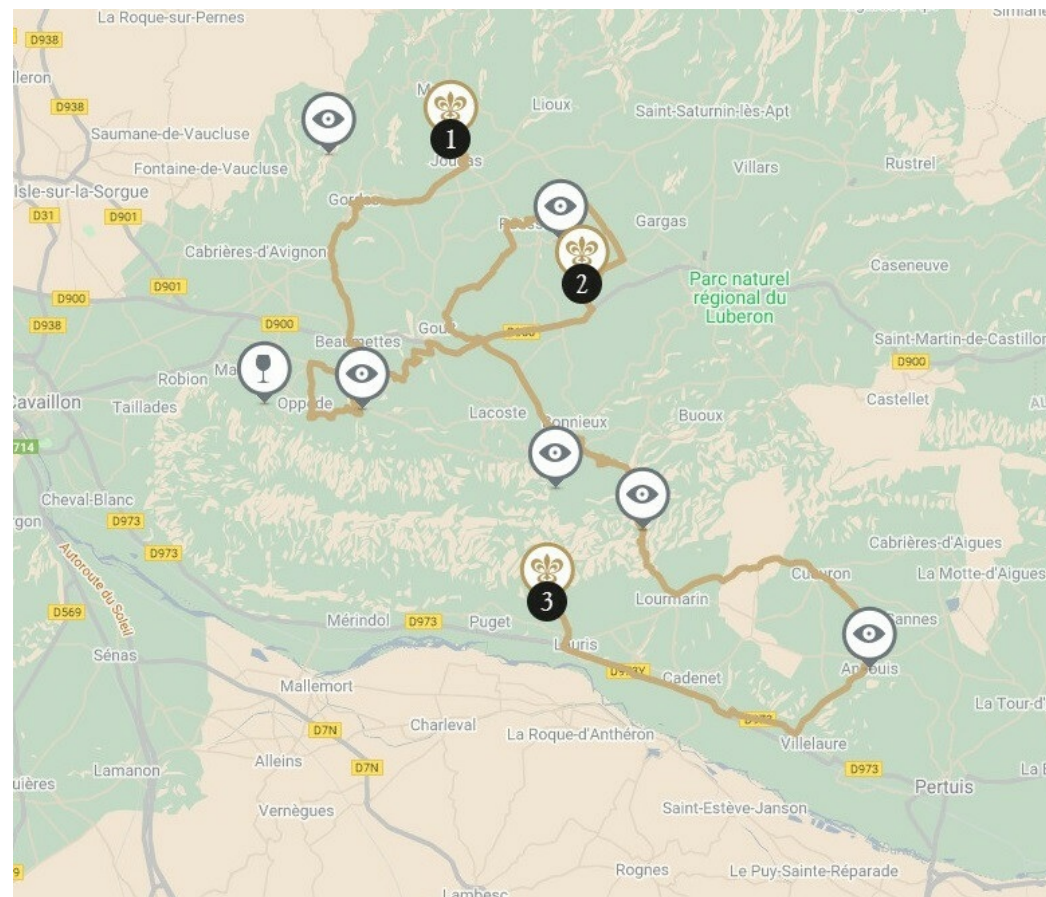 La Roque-sur-Pernes
D938
D938
Saumane-de-Vaucluse
Fontaine-de-Vaucluse
Isle-sur-la-Sorgue
D31
D901
Lioux
Saint-Saturnin-lès-Apt
Villars
Rustrel
1
Gordes
Cabrières-d'Avignon
Gargas
Caseneuve
D901
D900
D938
D900
2
Parc naturel
régional du
Luberon
Saint-Martin-de-Castillon
D900
Beaumettes
Robion
Oppède
Cavaillon
Taillades
Lacoste
Buoux
Castellet
Cheval-Blanc
D973
D973
Autoroute du Soleil
D569
Sénas
Cabrières-d'Aigues
La Motte-d'Aigues
3
Lourmarin
Mérindol
D973
Puget
Lauris
Cadenet
Mallemort
D7N
Charleval
La Roque-d'Anthéron
Villelaure
D973
Pertuis
Alleins
D7N
Lamanon
Vernègues
Saint-Estève-Janson
Rognes
Le Puy-Sainte-Réparade
Lambesc